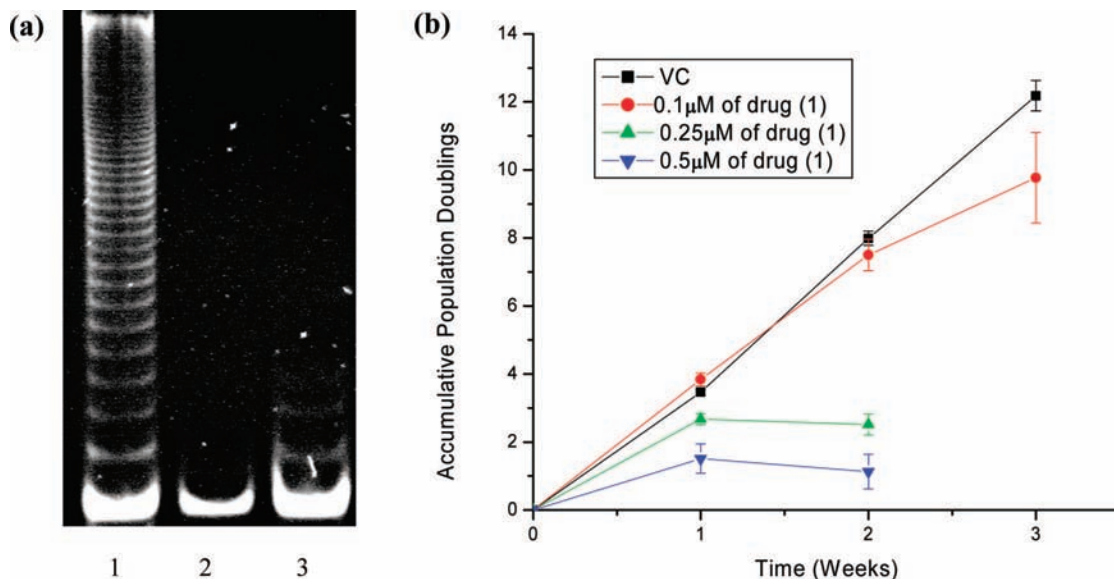 (a)
1 2 3
(b)
14
12
10
8
6
4
2
0
Accumulative Population Doublings
VC
0.1μM of drug (1)
0.25μM of drug (1)
0.5μM of drug (1)
0 1 2 3
Time (Weeks)